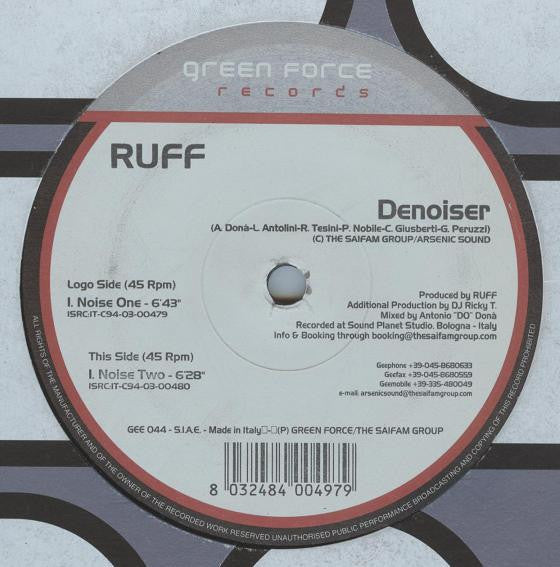 green force
records
RUFF
Denoiser
(A. Donà-L. Antolini-R. Tesini-P. Nobile-C. Giusberti-G. Peruzzi)
(C) THE SAIFAM GROUP/ARSENIC SOUND
Logo Side (45 Rpm)
1. Noise One - 6'43"
ISRC:IT-C94-03-00479
This Side (45 Rpm)
1. Noise Two - 6'28"
ISRC:IT-C94-03-00480
Produced by RUFF
Additional Production by DJ Ricky T.
Mixed by Antonio "DO" Donà
Recorded at Sound Planet Studio. Bologna - Italy
Info & Booking through booking@thesaifamgroup.com
Geephone +39-045-8680633
Geefax +39-045-8680559
Geemobile +39-335-480049
e-mail: arsenicsound@thesaifamgroup.com
GEE 044 - S.I.A.E. - Made in Italy□-□(P) GREEN FORCE/THE SAIFAM GROUP
8 032484 004979
ALL RIGHTS OF THE MANUFACTURER AND OF THE OWNER OF THE RECORDED WORK RESERVED UNAUTHORISED PUBLIC PERFORMANCE BROADCASTING AND COPYING OF THIS RECORD PROHIBITED